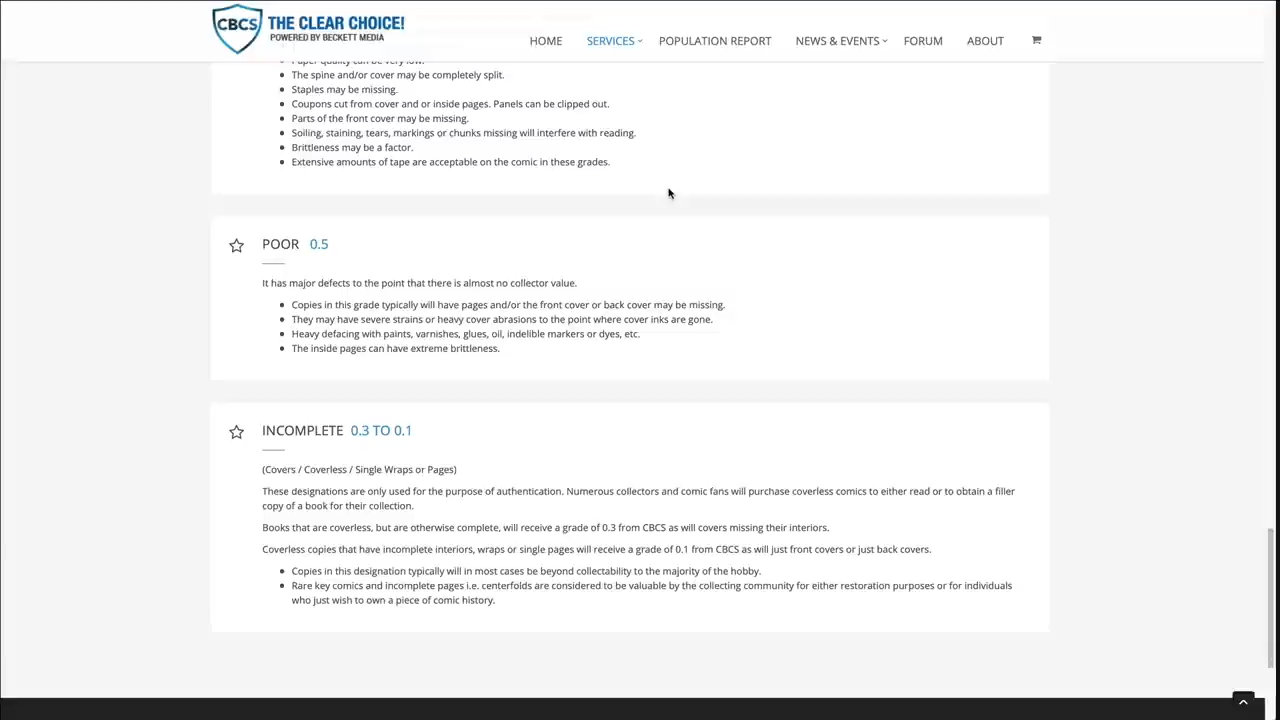 CBCS THE CLEAR CHOICE!
POWERED BY BECKETT MEDIA
HOME SERVICES POPULATION REPORT NEWS & EVENTS FORUM ABOUT
Paper quality can be very low.
The spine and/or cover may be completely split.
Staples may be missing.
Coupons cut from cover and or inside pages. Panels can be clipped out.
Parts of the front cover may be missing.
Soiling, staining, tears, markings or chunks missing will interfere with reading.
Brittleness may be a factor.
Extensive amounts of tape are acceptable on the comic in these grades.
POOR 0.5
It has major defects to the point that there is almost no collector value.
Copies in this grade typically will have pages and/or the front cover or back cover may be missing.
They may have severe strains or heavy cover abrasions to the point where cover inks are gone.
Heavy defacing with paints, varnishes, glues, oil, indelible markers or dyes, etc.
The inside pages can have extreme brittleness.
INCOMPLETE 0.3 TO 0.1
(Covers / Coverless / Single Wraps or Pages)
These designations are only used for the purpose of authentication. Numerous collectors and comic fans will purchase coverless comics to either read or to obtain a filler
copy of a book for their collection.
Books that are coverless, but are otherwise complete, will receive a grade of 0.3 from CBCS as will covers missing their interiors.
Coverless copies that have incomplete interiors, wraps or single pages will receive a grade of 0.1 from CBCS as will just front covers or just back covers.
Copies in this designation typically will in most cases be beyond collectability to the majority of the hobby.
Rare key comics and incomplete pages i.e. centerfolds are considered to be valuable by the collecting community for either restoration purposes or for individuals
who just wish to own a piece of comic history.